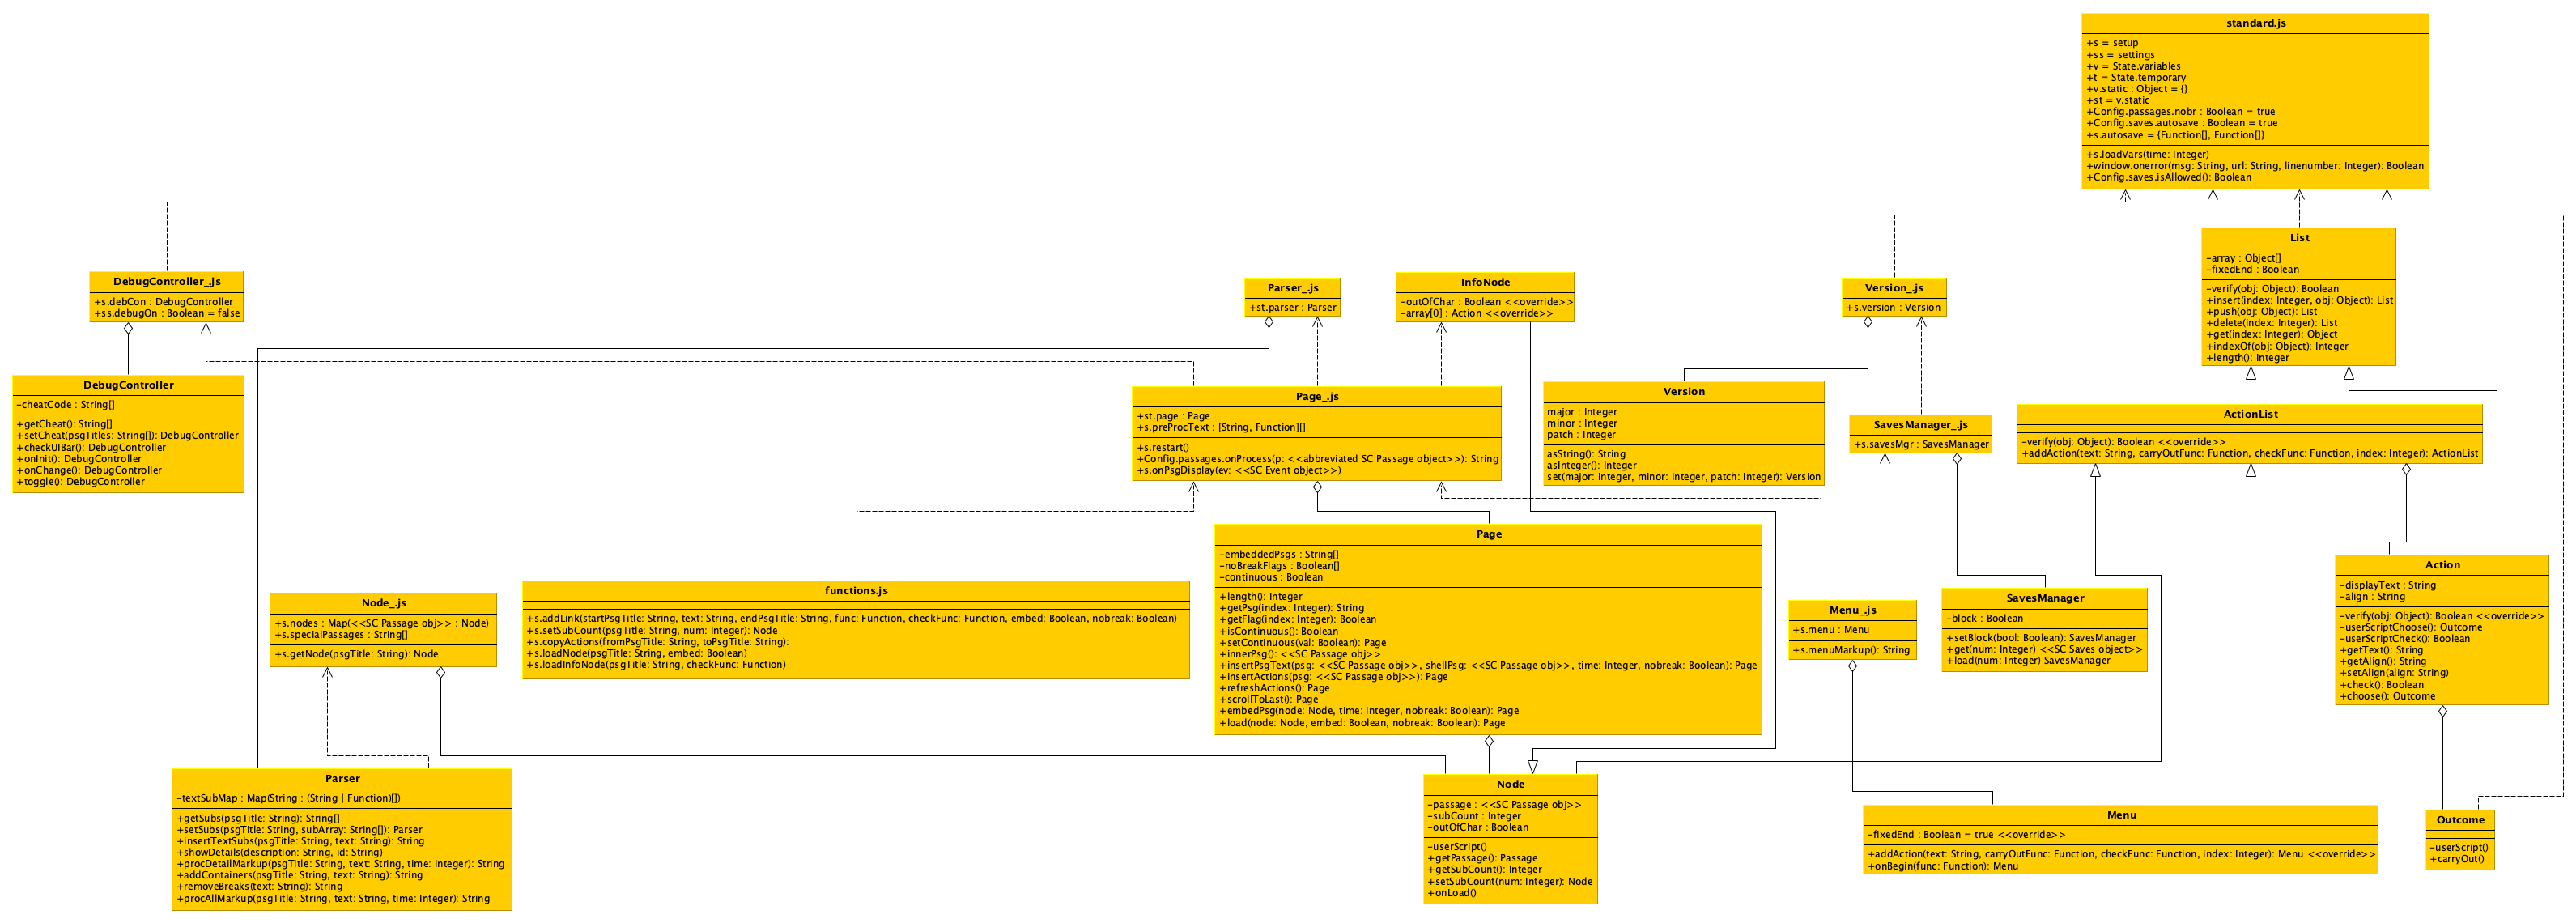 standard.js
+s = setup
+ss = settings
+v = State.variables
+t = State.temporary
+v.static : Object = {}
+st = v.static
+Config.passages.nobr : Boolean = true
+Config.saves.autosave : Boolean = true
+s.autosave = {Function[], Function[]}
+s.loadVars(time: Integer)
+window.onerror(msg: String, url: String, linenumber: Integer): Boolean
+Config.saves.isAllowed(): Boolean
List
-array : Object[]
-fixedEnd : Boolean
-verify(obj: Object): Boolean
+insert(index: Integer, obj: Object): List
+push(obj: Object): List
+delete(index: Integer): List
+get(index: Integer): Object
+indexOf(obj: Object): Integer
+length(): Integer
DebugController_.js
+s.debCon : DebugController
+ss.debugOn : Boolean = false
Parser_.js
+st.parser : Parser
InfoNode
-outOfChar : Boolean <<override>>
-array[0] : Action <<override>>
Version_.js
+s.version : Version
DebugController
-cheatCode : String[]
+getCheat(): String[]
+setCheat(psgTitles: String[]): DebugController
+checkUIBar(): DebugController
+onInit(): DebugController
+onChange(): DebugController
+toggle(): DebugController
Page_.js
+st.page : Page
+s.preProcText : [String, Function][]
+s.restart()
+Config.passages.onProcess(p: <<abbreviated SC Passage object>>): String
+s.onPsgDisplay(ev: <<SC Event object>>)
Version
major : Integer
minor : Integer
patch : Integer
asString(): String
asInteger(): Integer
set(major: Integer, minor: Integer, patch: Integer): Version
SavesManager_.js
+s.savesMgr : SavesManager
ActionList
-verify(obj: Object): Boolean <<override>>
+addAction(text: String, carryOutFunc: Function, checkFunc: Function, index: Integer): ActionList
Page
-embeddedPsgs : String[]
-noBreakFlags : Boolean[]
-continuous : Boolean
+length(): Integer
+getPsg(index: Integer): String
+getFlag(index: Integer): Boolean
+isContinuous(): Boolean
+setContinuous(val: Boolean): Page
+innerPsg(): <<SC Passage obj>>
+insertPsgText(psg: <<SC Passage obj>>, shellPsg: <<SC Passage obj>>, time: Integer, nobreak: Boolean): Page
+insertActions(psg: <<SC Passage obj>>): Page
+refreshActions(): Page
+scrollToLast(): Page
+embedPsg(node: Node, time: Integer, nobreak: Boolean): Page
+load(node: Node, embed: Boolean, nobreak: Boolean): Page
Action
-displayText : String
-align : String
-verify(obj: Object): Boolean <<override>>
-userScriptChoose(): Outcome
-userScriptCheck(): Boolean
+getText(): String
+getAlign(): String
+setAlign(align: String)
+check(): Boolean
+choose(): Outcome
functions.js
+s.addLink(startPsgTitle: String, text: String, endPsgTitle: String, func: Function, checkFunc: Function, embed: Boolean, nobreak: Boolean)
+s.setSubCount(psgTitle: String, num: Integer): Node
+s.copyActions(fromPsgTitle: String, toPsgTitle: String):
+s.loadNode(psgTitle: String, embed: Boolean)
+s.loadInfoNode(psgTitle: String, checkFunc: Function)
Node_.js
+s.nodes : Map(<<SC Passage obj>> : Node)
+s.specialPassages : String[]
+s.getNode(psgTitle: String): Node
Menu_.js
+s.menu : Menu
+s.menuMarkup(): String
SavesManager
-block : Boolean
+setBlock(bool: Boolean): SavesManager
+get(num: Integer) <<SC Saves object>>
+load(num: Integer) SavesManager
Parser
-textSubMap : Map(String : (String | Function)[])
+getSubs(psgTitle: String): String[]
+setSubs(psgTitle: String, subArray: String[]): Parser
+insertTextSubs(psgTitle: String, text: String): String
+showDetails(description: String, id: String)
+procDetailMarkup(psgTitle: String, text: String, time: Integer): String
+addContainers(psgTitle: String, text: String): String
+removeBreaks(text: String): String
+procAllMarkup(psgTitle: String, text: String, time: Integer): String
Node
-passage : <<SC Passage obj>>
-subCount : Integer
-outOfChar : Boolean
-userScript()
+getPassage(): Passage
+getSubCount(): Integer
+setSubCount(num: Integer): Node
+onLoad()
Menu
-fixedEnd : Boolean = true <<override>>
+addAction(text: String, carryOutFunc: Function, checkFunc: Function, index: Integer): Menu <<override>>
+onBegin(func: Function): Menu
Outcome
-userScript()
+carryOut()